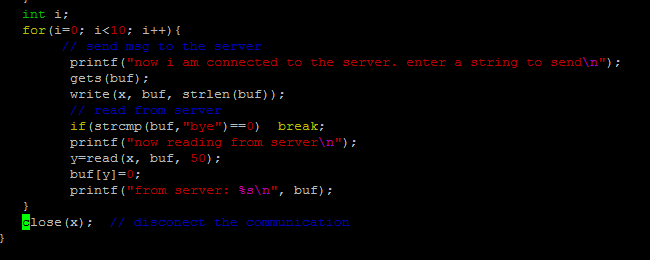 int i;
for(i=0; i<10; i++){
// send msg to the server
printf("now i am connected to the server. enter a string to send\n");
gets(buf);
write(x, buf, strlen(buf));
// read from server
if(strcmp(buf,"bye")==0)  break;
printf("now reading from server\n");
y=read(x, buf, 50);
buf[y]=0;
printf("from server: %s\n", buf);
}
close(x);  // disconect the communication
}